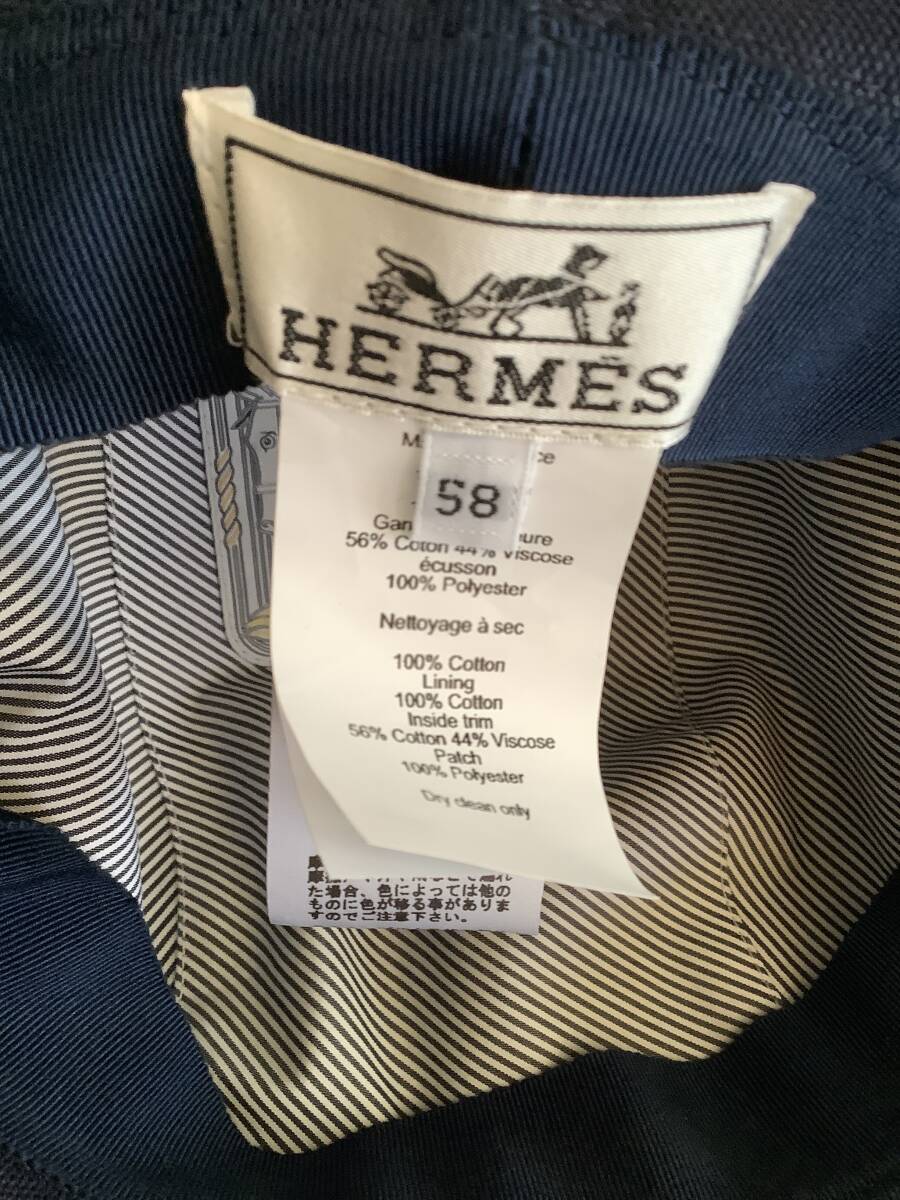 HERMÈS
58
56% Coton 44% Viscose
écusson
100% Polyester
Nettoyage à sec
100% Cotton
Lining
100% Cotton
Inside trim
56% Cotton 44% Viscose
Patch
100% Polyester
Dry clean only
た場合、色によっては他の
ものに色が移る事がありま
すのでご注意下さい。